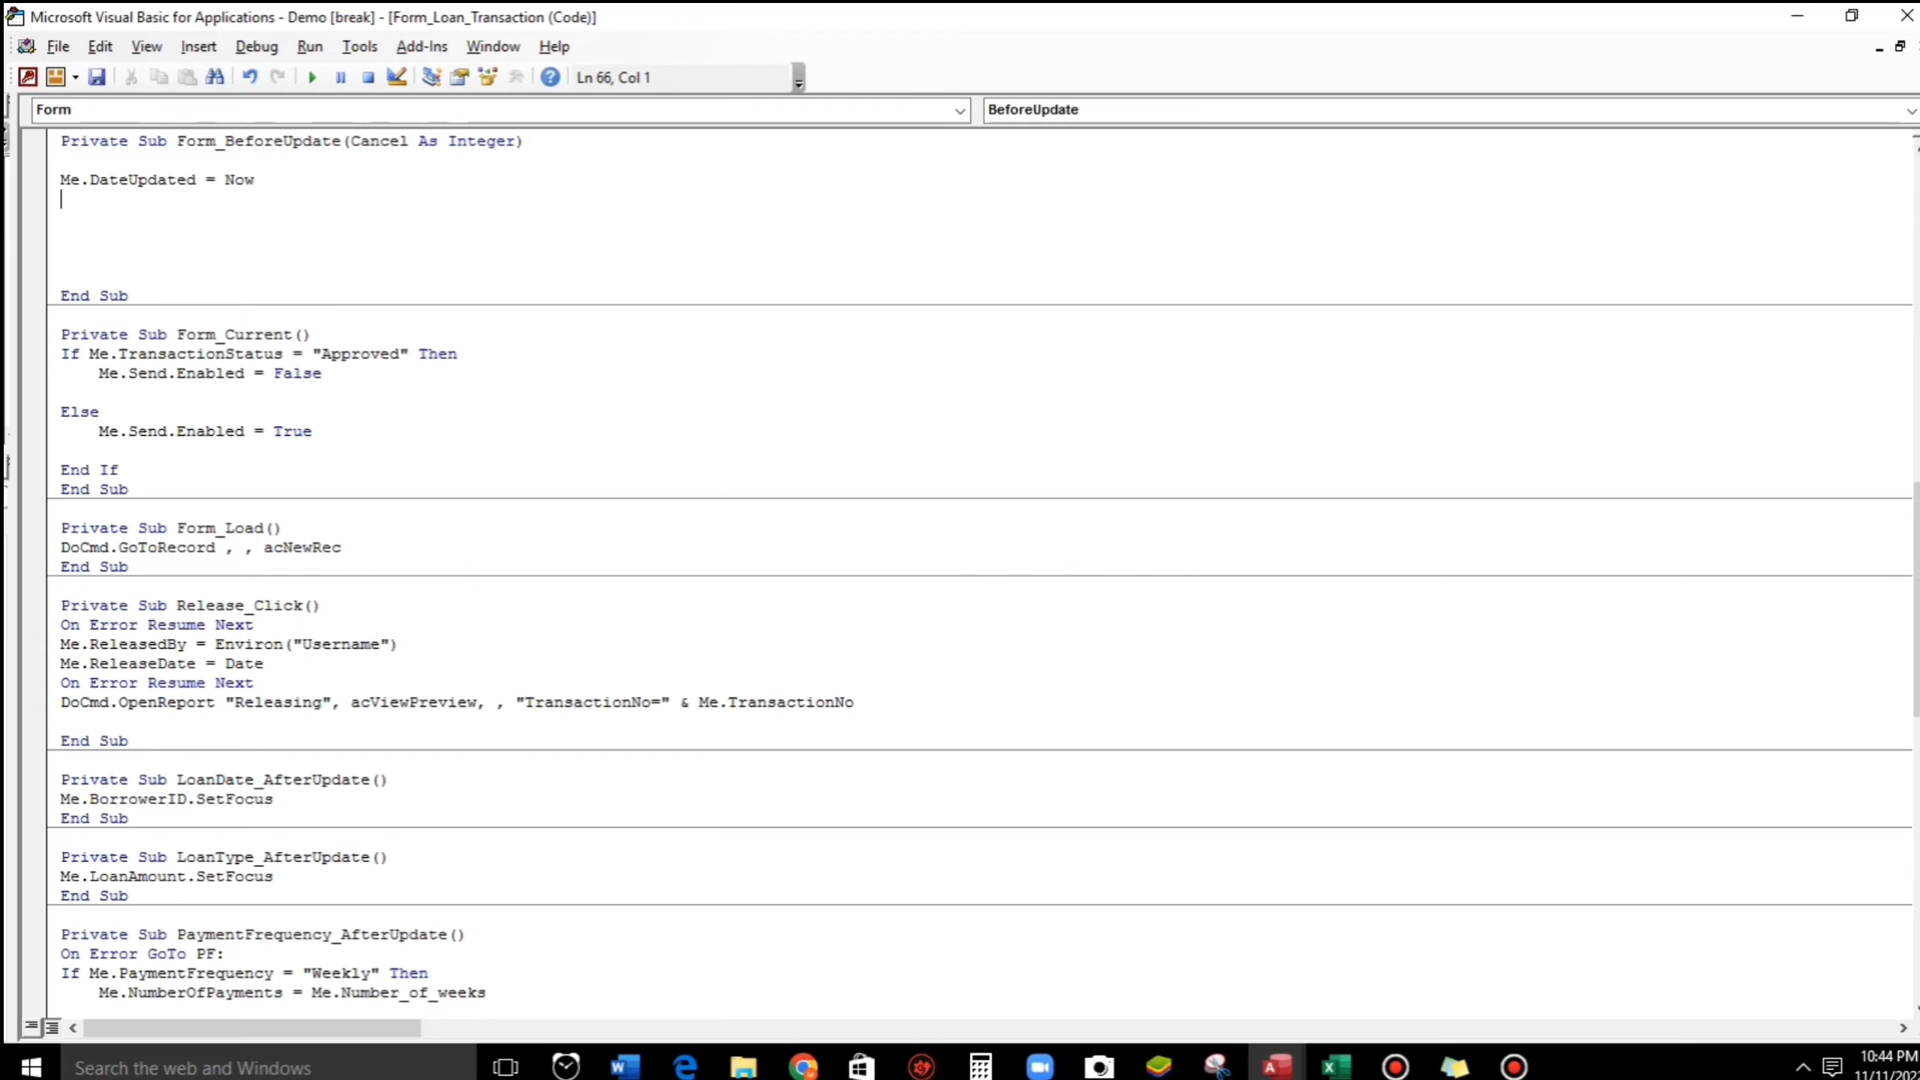 Microsoft Visual Basic for Applications - Demo [break] - [Form_Loan_Transaction (Code)]
File Edit View Insert Debug Run Tools Add-Ins Window Help
Ln 66, Col 1
Form BeforeUpdate
Private Sub Form_BeforeUpdate(Cancel As Integer)
Me.DateUpdated = Now
End Sub
Private Sub Form_Current()
If Me.TransactionStatus = "Approved" Then
Me.Send.Enabled = False
Else
Me.Send.Enabled = True
End If
End Sub
Private Sub Form_Load()
DoCmd.GoToRecord , , acNewRec
End Sub
Private Sub Release_Click()
On Error Resume Next
Me.ReleasedBy = Environ("Username")
Me.ReleaseDate = Date
On Error Resume Next
DoCmd.OpenReport "Releasing", acViewPreview, , "TransactionNo=" & Me.TransactionNo
End Sub
Private Sub LoanDate_AfterUpdate()
Me.BorrowerID.SetFocus
End Sub
Private Sub LoanType_AfterUpdate()
Me.LoanAmount.SetFocus
End Sub
Private Sub PaymentFrequency_AfterUpdate()
On Error GoTo PF:
If Me.PaymentFrequency = "Weekly" Then
Me.NumberOfPayments = Me.Number_of_weeks
Search the web and Windows
10:44 PM